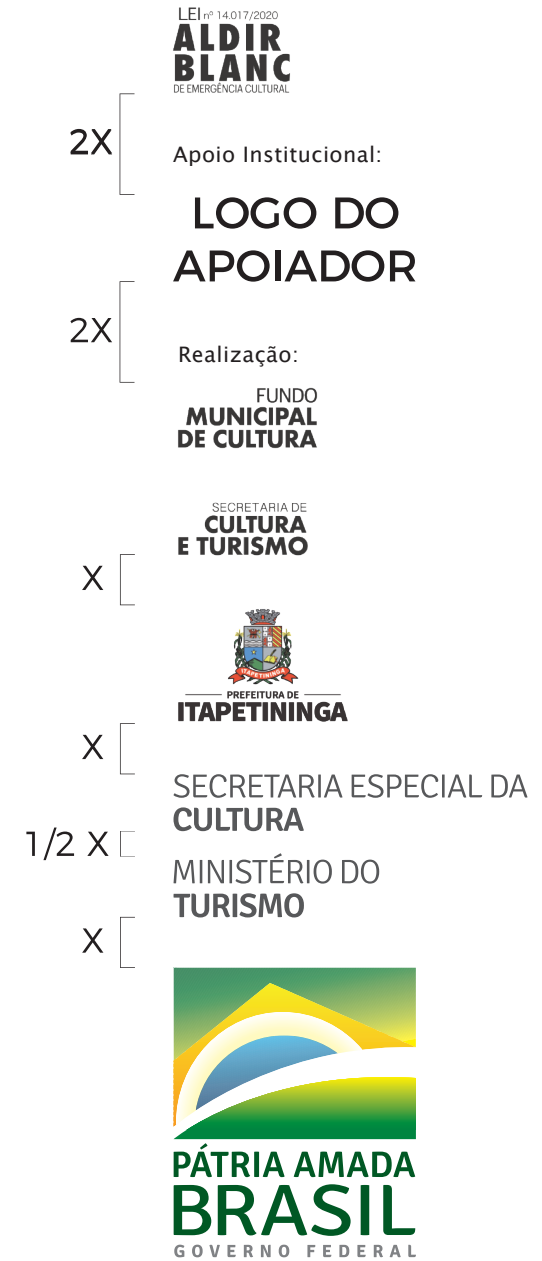 LEI nº 14.017/2020
ALDIR
BLANC
DE EMERGÊNCIA CULTURAL
2X
Apoio Institucional:
LOGO DO
APOIADOR
2X
Realização:
FUNDO
MUNICIPAL
DE CULTURA
SECRETARIA DE
CULTURA
E TURISMO
X
ITAPETININGA
PREFEITURA DE
ITAPETININGA
X
SECRETARIA ESPECIAL DA
CULTURA
1/2 X
MINISTÉRIO DO
TURISMO
X
PÁTRIA AMADA
BRASIL
GOVERNO FEDERAL